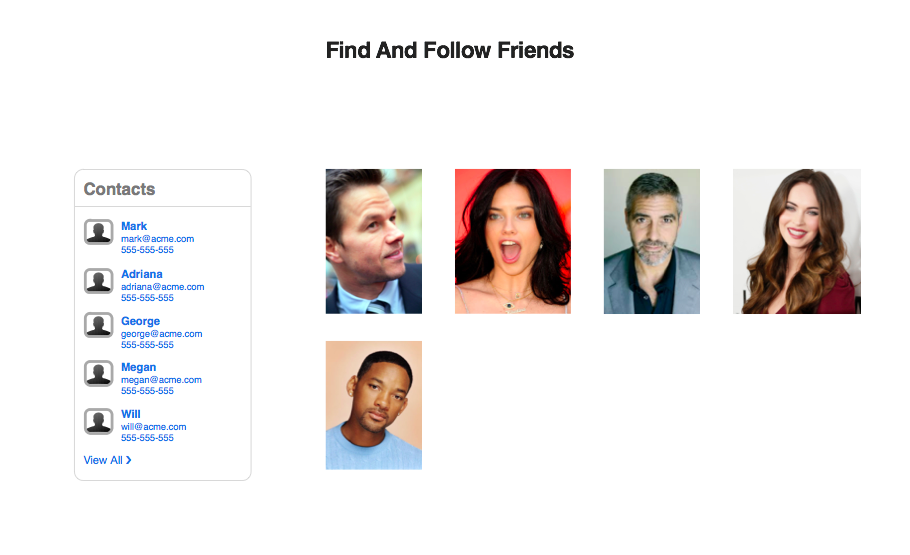 Find And Follow Friends
Contacts
Mark
mark@acme.com
555-555-555
Adriana
adriana@acme.com
555-555-555
George
george@acme.com
555-555-555
Megan
megan@acme.com
555-555-555
Will
will@acme.com
555-555-555
View All ❯